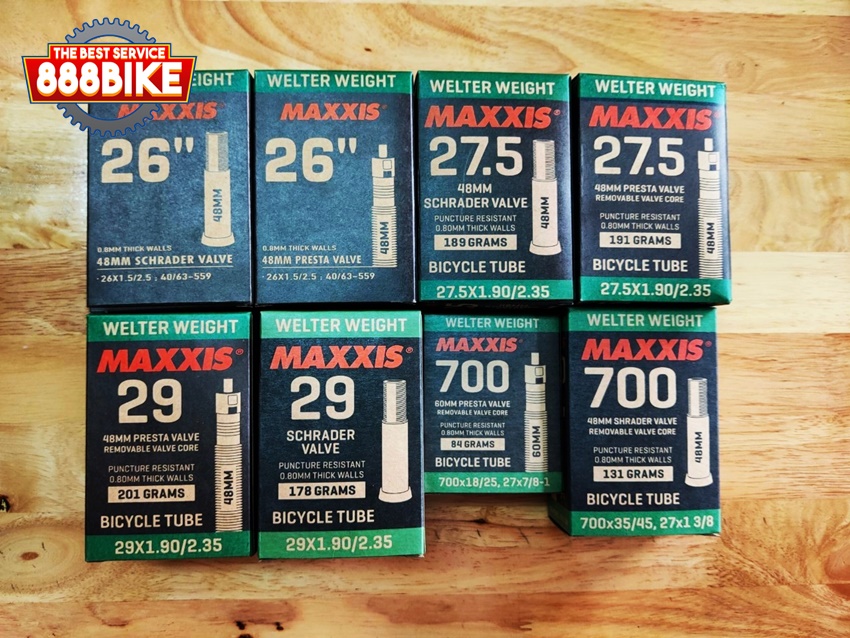 THE BEST SERVICE
888BIKE
WEIGHT
MAXXIS
26"
48MM
0.8MM THICK WALLS
48MM SCHRADER VALVE
26X1.5/2.5 : 40/63-559
WELTER WEIGHT
MAXXIS
26"
48MM
0.8MM THICK WALLS
48MM PRESTA VALVE
26X1.5/2.5 : 40/63-559
WELTER WEIGHT
MAXXIS®
27.5
48MM
SCHRADER VALVE
48MM
PUNCTURE RESISTANT
0.80MM THICK WALLS
189 GRAMS
BICYCLE TUBE
27.5X1.90/2.35
WELTER WEIGHT
MAXXIS®
27.5
48MM PRESTA VALVE
REMOVABLE VALVE CORE
PUNCTURE RESISTANT
0.80MM THICK WALLS
48MM
191 GRAMS
BICYCLE TUBE
27.5X1.90/2.35
WELTER WEIGHT
MAXXIS®
29
48MM PRESTA VALVE
REMOVABLE VALVE CORE
PUNCTURE RESISTANT
0.80MM THICK WALLS
48MM
201 GRAMS
BICYCLE TUBE
29X1.90/2.35
WELTER WEIGHT
MAXXIS®
29
SCHRADER
VALVE
PUNCTURE RESISTANT
0.80MM THICK WALLS
178 GRAMS
BICYCLE TUBE
29X1.90/2.35
WELTER WEIGHT
MAXXIS®
700
60MM PRESTA VALVE
REMOVABLE VALVE CORE
PUNCTURE RESISTANT
0.80MM THICK WALLS
60MM
84 GRAMS
BICYCLE TUBE
700x18/25, 27x7/8-1
WELTER WEIGHT
MAXXIS®
700
48MM SHRADER VALVE
REMOVABLE VALVE CORE
PUNCTURE RESISTANT
0.80MM THICK WALLS
48MM
131 GRAMS
BICYCLE TUBE
700x35/45, 27x1 3/8